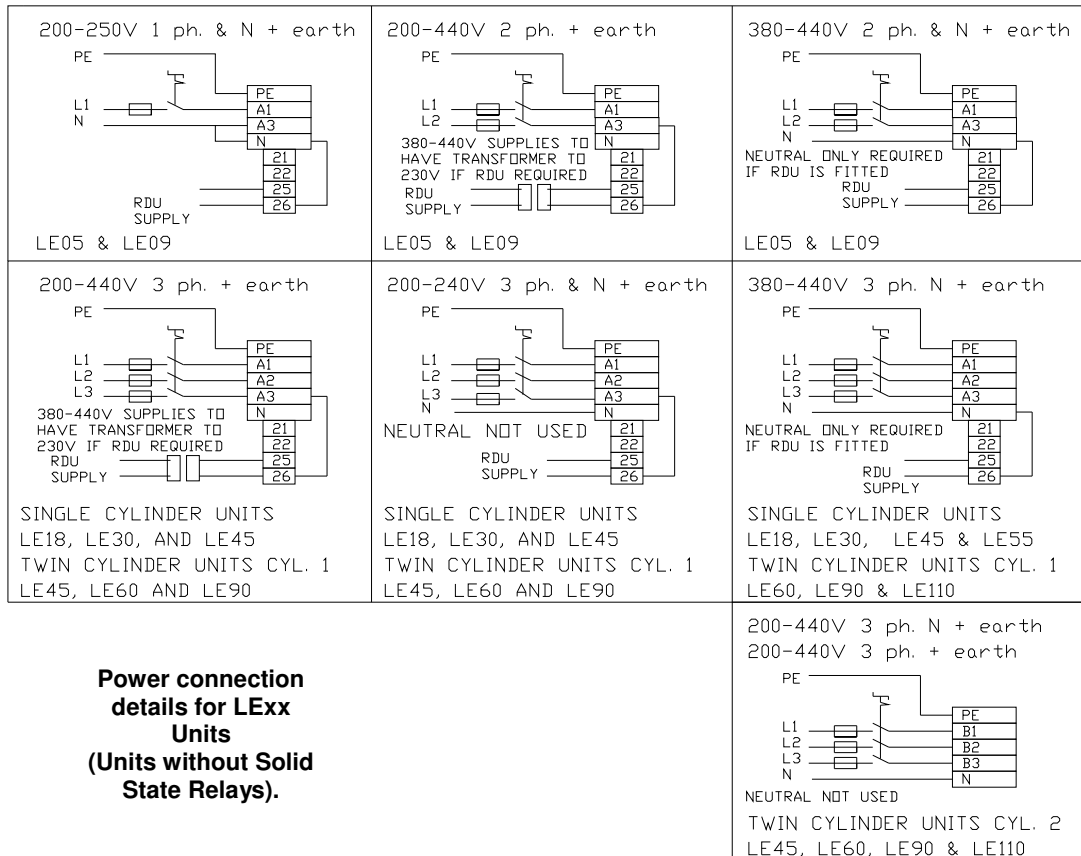 200-250V 1 ph. & N + earth
PE
PE
L1
A1
N
A3
N
21
22
25
RDU
26
SUPPLY
LE05 & LE09
200-440V 2 ph. + earth
PE
PE
L1
A1
L2
A3
N
380-440V SUPPLIES TO
HAVE TRANSFORMER TO
230V IF RDU REQUIRED
21
22
RDU
25
SUPPLY
26
LE05 & LE09
380-440V 2 ph. & N + earth
PE
PE
L1
A1
L2
A3
N
N
NEUTRAL ONLY REQUIRED
IF RDU IS FITTED
21
22
RDU
25
SUPPLY
26
LE05 & LE09
200-440V 3 ph. + earth
PE
PE
L1
A1
L2
A2
L3
A3
N
380-440V SUPPLIES TO
HAVE TRANSFORMER TO
230V IF RDU REQUIRED
21
22
RDU
25
SUPPLY
26
SINGLE CYLINDER UNITS
LE18, LE30, AND LE45
TWIN CYLINDER UNITS CYL. 1
LE45, LE60 AND LE90
200-240V 3 ph. & N + earth
PE
PE
L1
A1
L2
A2
L3
A3
N
N
NEUTRAL NOT USED
21
22
RDU
25
SUPPLY
26
SINGLE CYLINDER UNITS
LE18, LE30, AND LE45
TWIN CYLINDER UNITS CYL. 1
LE45, LE60 AND LE90
380-440V 3 ph. N + earth
PE
PE
L1
A1
L2
A2
L3
A3
N
N
NEUTRAL ONLY REQUIRED
IF RDU IS FITTED
21
22
25
RDU
26
SUPPLY
SINGLE CYLINDER UNITS
LE18, LE30, LE45 & LE55
TWIN CYLINDER UNITS CYL. 1
LE60, LE90 & LE110
Power connection
details for LExx
Units
(Units without Solid
State Relays).
200-440V 3 ph. N + earth
200-440V 3 ph. + earth
PE
PE
L1
B1
L2
B2
L3
B3
N
N
NEUTRAL NOT USED
TWIN CYLINDER UNITS CYL. 2
LE45, LE60, LE90 & LE110